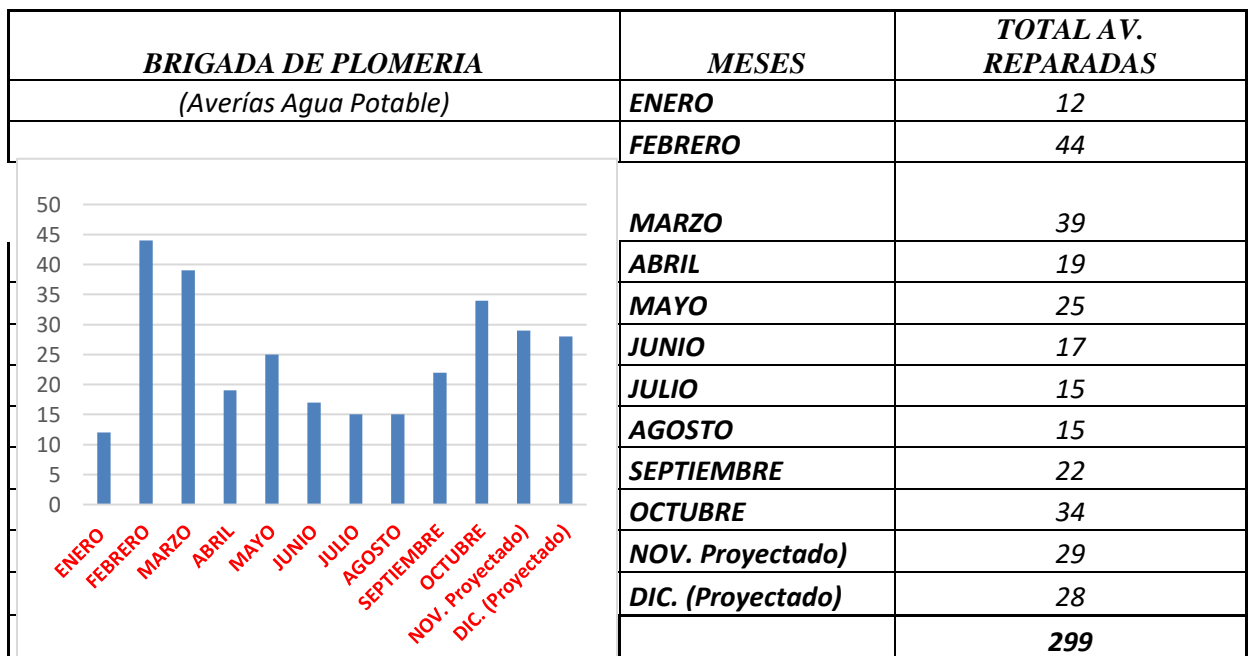 BRIGADA DE PLOMERIA
MESES
TOTAL AV.
REPARADAS
(Averías Agua Potable)
ENERO
12
FEBRERO
44
MARZO
39
ABRIL
19
MAYO
25
JUNIO
17
JULIO
15
AGOSTO
15
SEPTIEMBRE
22
OCTUBRE
34
NOV. Proyectado)
29
DIC. (Proyectado)
28
299
50
45
40
35
30
25
20
15
10
5
0
ENERO
FEBRERO
MARZO
ABRIL
MAYO
JUNIO
JULIO
AGOSTO
SEPTIEMBRE
OCTUBRE
NOV. Proyectado)
DIC. (Proyectado)